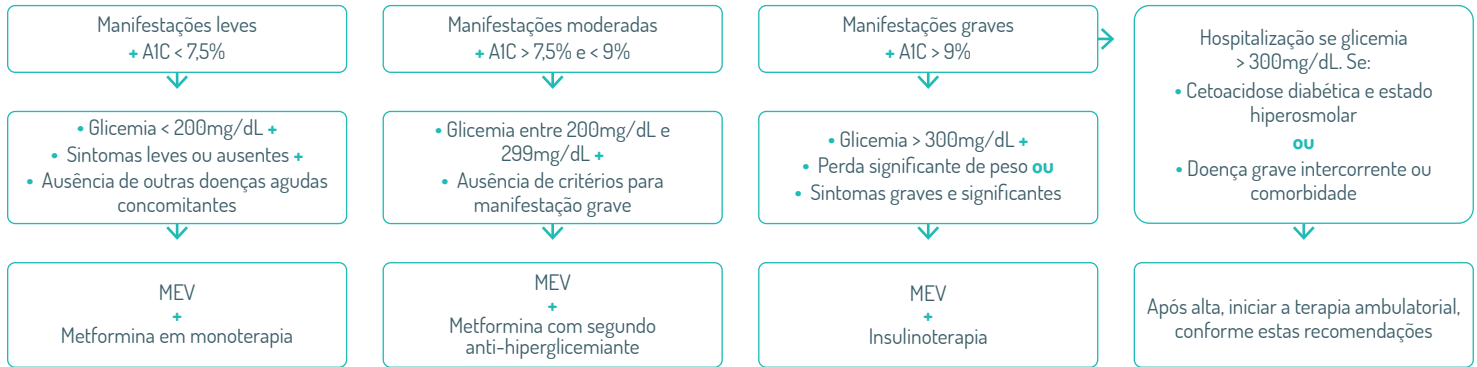 Manifestações leves
+ A1C < 7,5%
• Glicemia < 200mg/dL +
• Sintomas leves ou ausentes +
• Ausência de outras doenças agudas
concomitantes
MEV
+
Metformina em monoterapia
Manifestações moderadas
+ A1C > 7,5% e < 9%
• Glicemia entre 200mg/dL e
299mg/dL +
• Ausência de critérios para
manifestação grave
MEV
+
Metformina com segundo
anti-hiperglicemiante
Manifestações graves
+ A1C > 9%
• Glicemia > 300mg/dL +
• Perda significante de peso ou
• Sintomas graves e significantes
MEV
+
Insulinoterapia
Hospitalização se glicemia
> 300mg/dL. Se:
• Cetoacidose diabética e estado
hiperosmolar
ou
• Doença grave intercorrente ou
comorbidade
Após alta, iniciar a terapia ambulatorial,
conforme estas recomendações